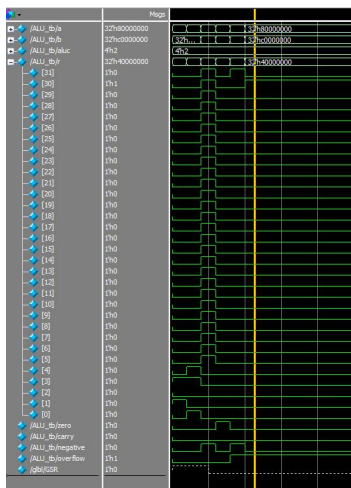 Msgs
/ALU_tb/a 32'h80000000 32'h80000000
/ALU_tb/b 32'hc0000000 32'h... 32'hc0000000
/ALU_tb/aluc 4'h2 4'h2
/ALU_tb/r 32'h40000000 32'h40000000
[31] 1'h0
[30] 1'h1
[29] 1'h0
[28] 1'h0
[27] 1'h0
[26] 1'h0
[25] 1'h0
[24] 1'h0
[23] 1'h0
[22] 1'h0
[21] 1'h0
[20] 1'h0
[19] 1'h0
[18] 1'h0
[17] 1'h0
[16] 1'h0
[15] 1'h0
[14] 1'h0
[13] 1'h0
[12] 1'h0
[11] 1'h0
[10] 1'h0
[9] 1'h0
[8] 1'h0
[7] 1'h0
[6] 1'h0
[5] 1'h0
[4] 1'h0
[3] 1'h0
[2] 1'h0
[1] 1'h0
[0] 1'h0
/ALU_tb/zero 1'h0
/ALU_tb/carry 1'h0
/ALU_tb/negative 1'h0
/ALU_tb/overflow 1'h1
/glbl/GSR 1'h0